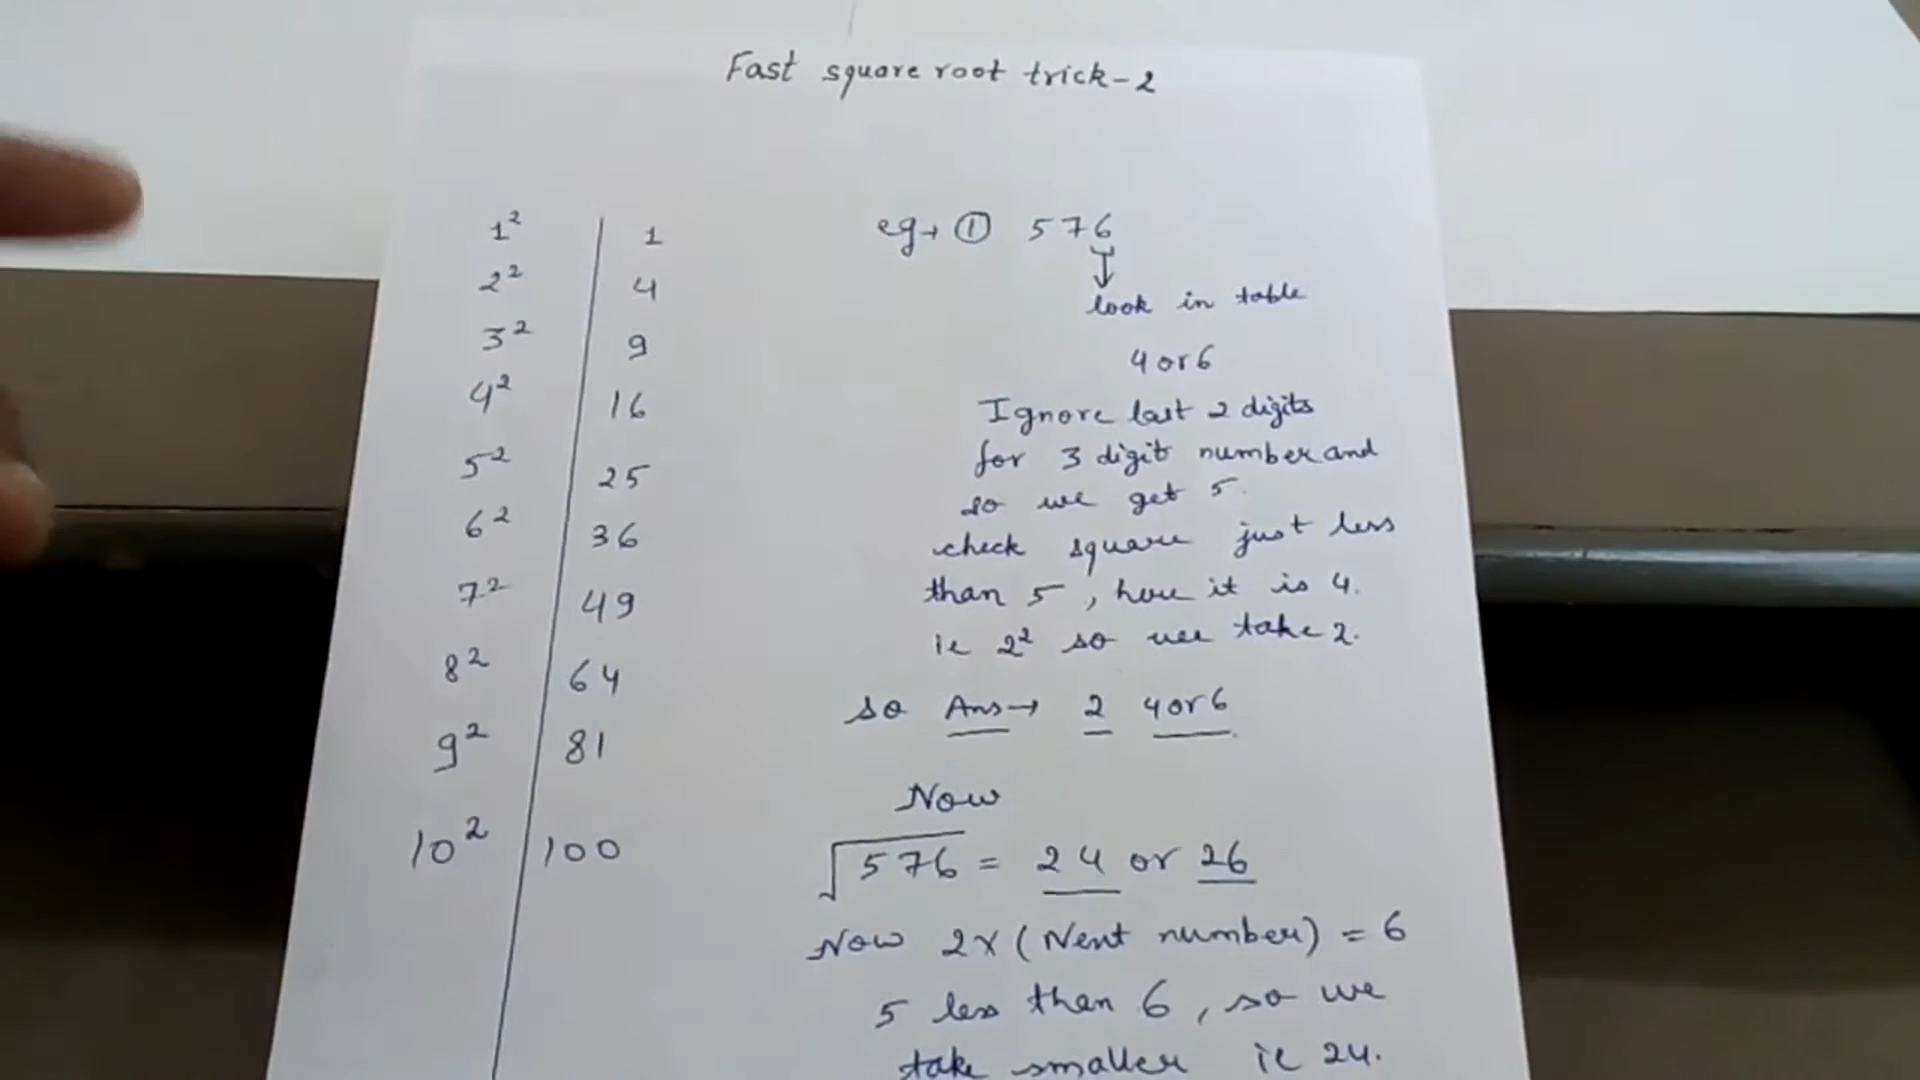 Fast square root trick-2
1² 1
2² 4
3² 9
4² 16
5² 25
6² 36
7² 49
8² 64
9² 81
10² 100
eg→ ① 576
look in table
4 or 6
Ignore last 2 digits
for 3 digit number and
so we get 5.
check square just less
than 5, here it is 4.
ie 2² so we take 2.
so Ans→ 2 4 or 6
Now
√576 = 24 or 26
Now 2x (Next number) = 6
5 less than 6, so we
take smaller ie 24.